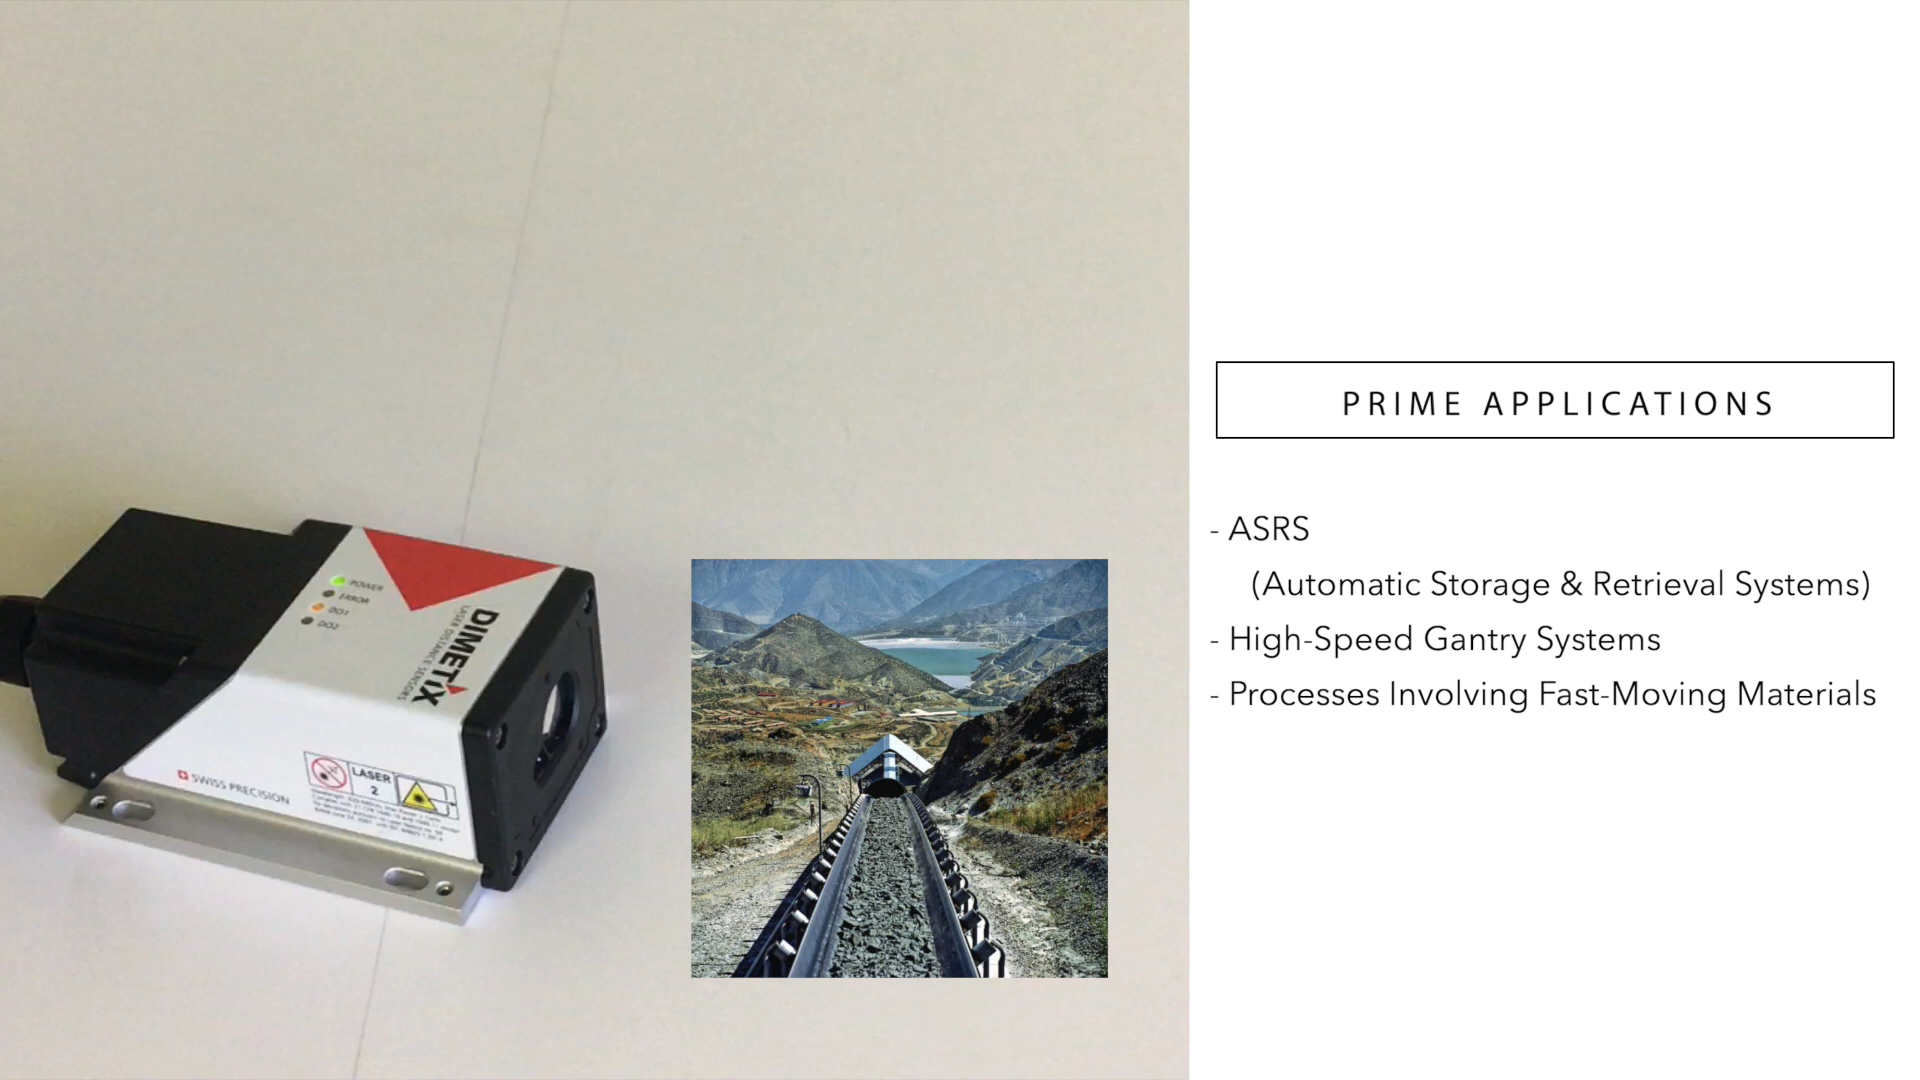 POWER
ERROR
DO1
DO2
DIMETIX
LASER DISTANCE SENSORS
SWISS PRECISION
LASER
2
PRIME APPLICATIONS
- ASRS
(Automatic Storage & Retrieval Systems)
- High-Speed Gantry Systems
- Processes Involving Fast-Moving Materials